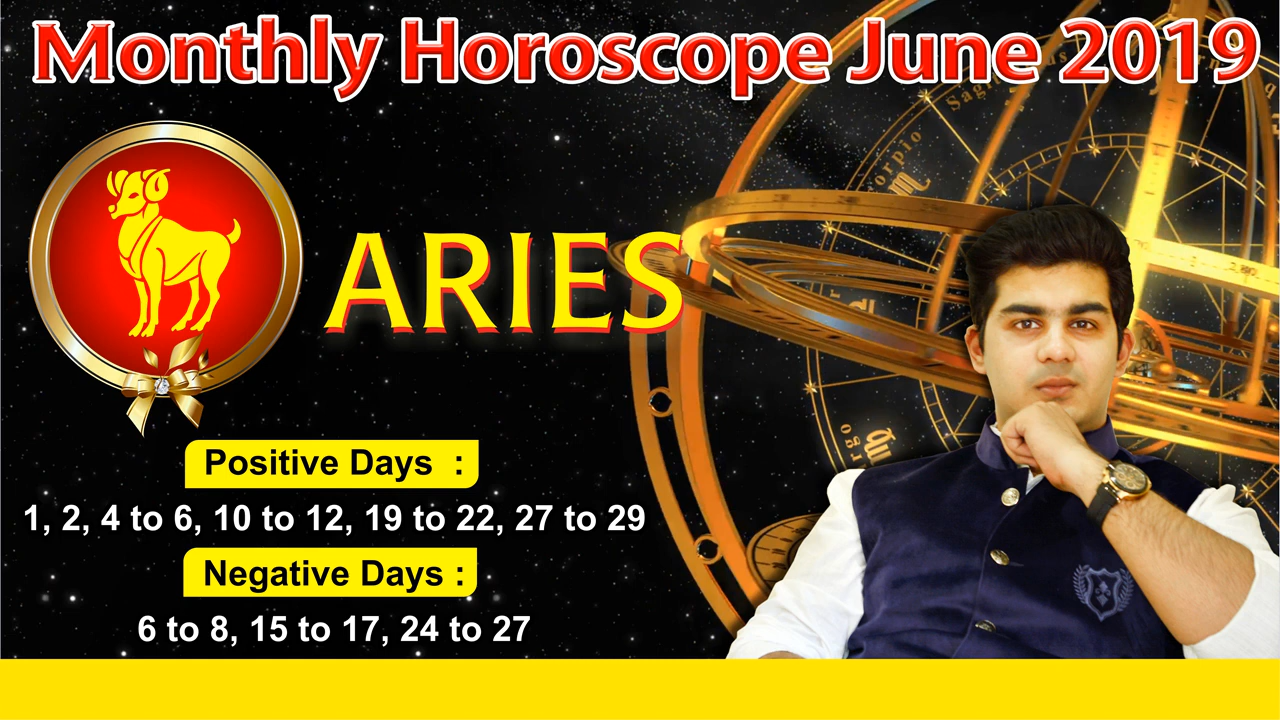 Monthly Horoscope June 2019
ARIES
Positive Days :
1, 2, 4 to 6, 10 to 12, 19 to 22, 27 to 29
Negative Days :
6 to 8, 15 to 17, 24 to 27